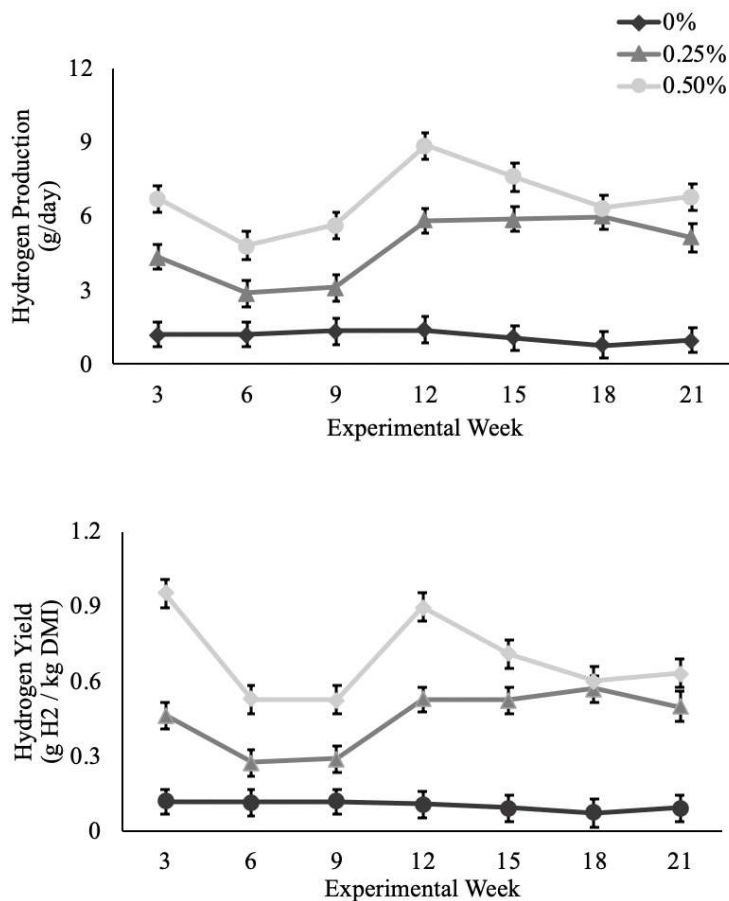 0%
0.25%
0.50%
Hydrogen Production
(g/day)
12
9
6
3
0
3 6 9 12 15 18 21
Experimental Week
Hydrogen Yield
(g H2 / kg DMI)
1.2
0.9
0.6
0.3
0
3 6 9 12 15 18 21
Experimental Week